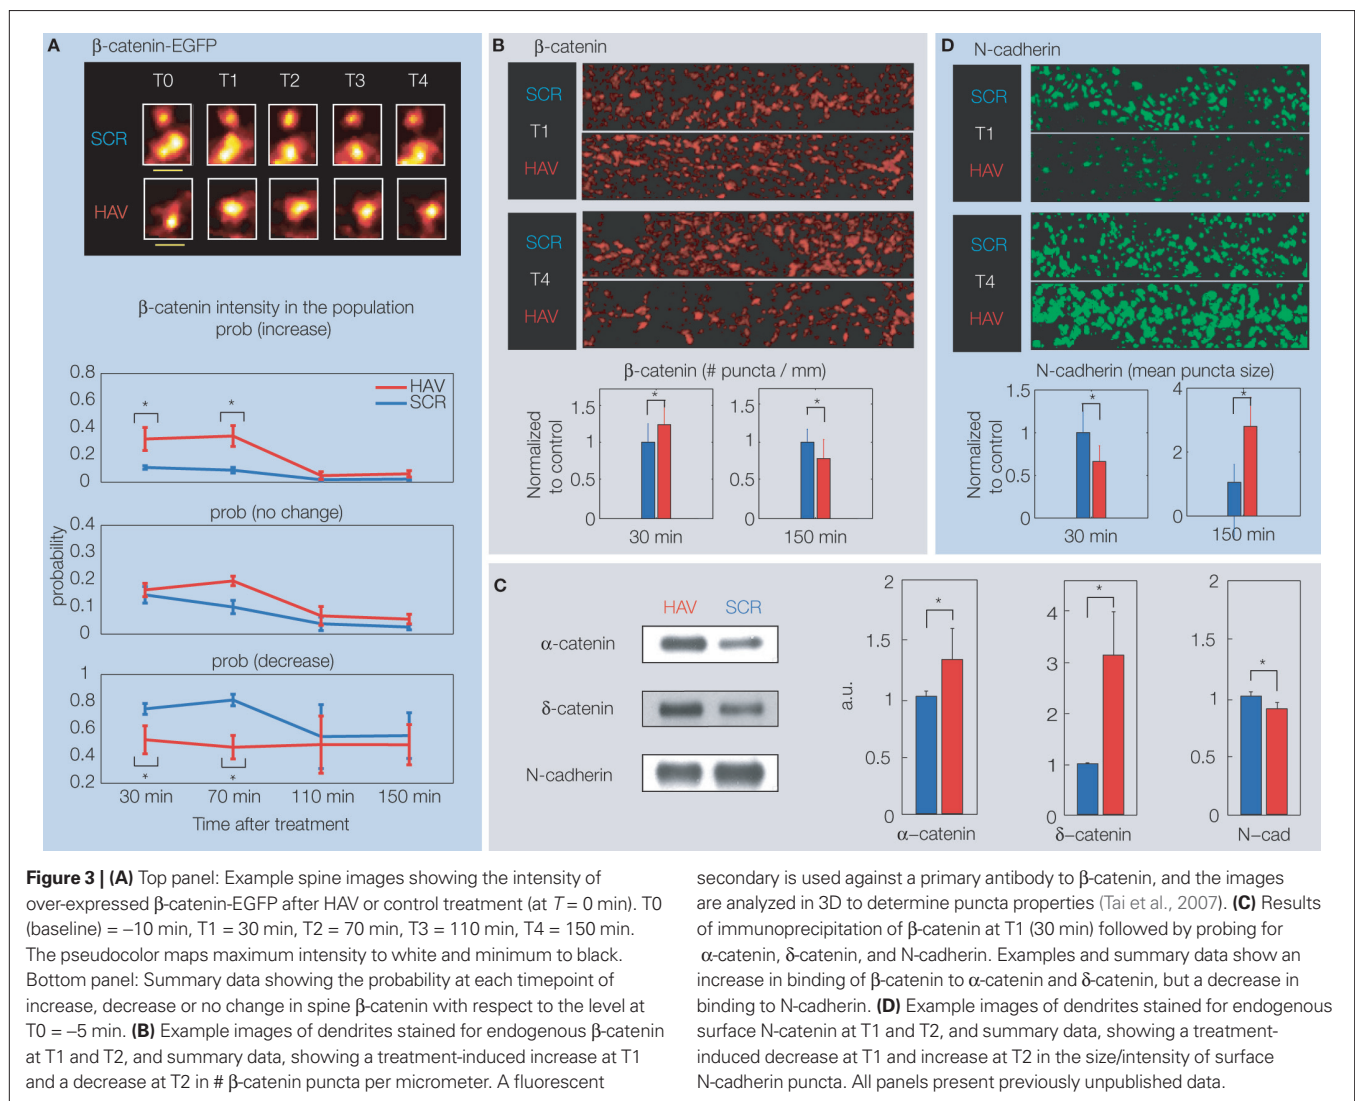 A β-catenin-EGFP
T0 T1 T2 T3 T4
SCR
HAV
β-catenin intensity in the population
prob (increase)
0.8
0.6
0.4
0.2
0
HAV
SCR
*
*
prob (no change)
0.4
0.3
0.2
0.1
0
probability
prob (decrease)
1
0.8
0.6
0.4
0.2
*
*
30 min 70 min 110 min 150 min
Time after treatment
B β-catenin
SCR
T1
HAV
SCR
T4
HAV
β-catenin (# puncta / mm)
Normalized
to control
1.5
1
0.5
0
*
30 min
1.5
1
0.5
0
*
150 min
D N-cadherin
SCR
T1
HAV
SCR
T4
HAV
N-cadherin (mean puncta size)
Normalized
to control
1.5
1
0.5
0
*
30 min
4
2
0
*
150 min
C
HAV SCR
α-catenin
δ-catenin
N-cadherin
a.u.
2
1.5
1
0.5
0
*
α–catenin
4
3
2
1
0
*
δ–catenin
2
1.5
1
0.5
0
*
N–cad
Figure 3 | (A) Top panel: Example spine images showing the intensity of
over-expressed β-catenin-EGFP after HAV or control treatment (at T = 0 min). T0
(baseline) = −10 min, T1 = 30 min, T2 = 70 min, T3 = 110 min, T4 = 150 min.
The pseudocolor maps maximum intensity to white and minimum to black.
Bottom panel: Summary data showing the probability at each timepoint of
increase, decrease or no change in spine β-catenin with respect to the level at
T0 = −5 min. (B) Example images of dendrites stained for endogenous β-catenin
at T1 and T2, and summary data, showing a treatment-induced increase at T1
and a decrease at T2 in # β-catenin puncta per micrometer. A fluorescent
secondary is used against a primary antibody to β-catenin, and the images
are analyzed in 3D to determine puncta properties (Tai et al., 2007). (C) Results
of immunoprecipitation of β-catenin at T1 (30 min) followed by probing for
α-catenin, δ-catenin, and N-cadherin. Examples and summary data show an
increase in binding of β-catenin to α-catenin and δ-catenin, but a decrease in
binding to N-cadherin. (D) Example images of dendrites stained for endogenous
surface N-catenin at T1 and T2, and summary data, showing a treatment-
induced decrease at T1 and increase at T2 in the size/intensity of surface
N-cadherin puncta. All panels present previously unpublished data.